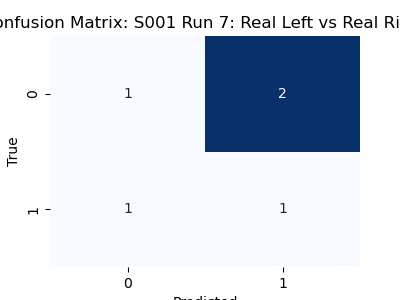 onfusion Matrix: S001 Run 7: Real Left vs Real Ri
0 1 2
True
1 1 1
0 1
Predicted